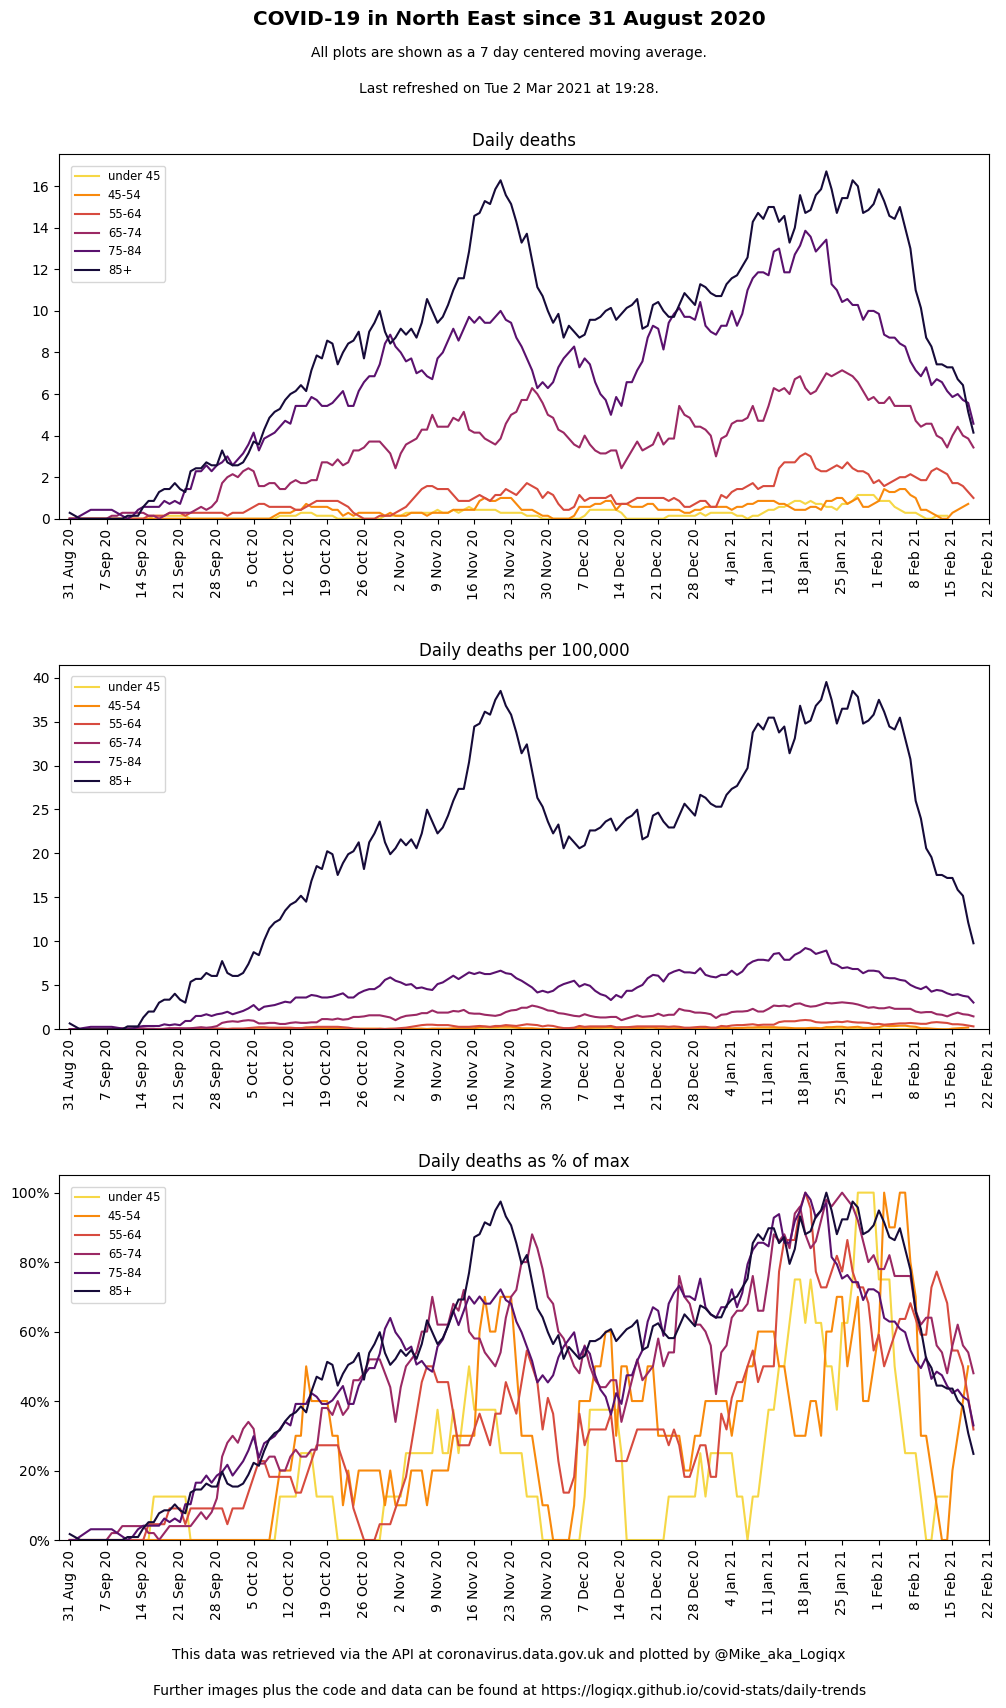 COVID-19 in North East since 31 August 2020
All plots are shown as a 7 day centered moving average.
Last refreshed on Tue 2 Mar 2021 at 19:28.
Daily deaths
under 45
45-54
55-64
65-74
75-84
85+
16
14
12
10
8
6
4
2
0
31 Aug 20
7 Sep 20
14 Sep 20
21 Sep 20
28 Sep 20
5 Oct 20
12 Oct 20
19 Oct 20
26 Oct 20
2 Nov 20
9 Nov 20
16 Nov 20
23 Nov 20
30 Nov 20
7 Dec 20
14 Dec 20
21 Dec 20
28 Dec 20
4 Jan 21
11 Jan 21
18 Jan 21
25 Jan 21
1 Feb 21
8 Feb 21
15 Feb 21
22 Feb 21
Daily deaths per 100,000
under 45
45-54
55-64
65-74
75-84
85+
40
35
30
25
20
15
10
5
0
31 Aug 20
7 Sep 20
14 Sep 20
21 Sep 20
28 Sep 20
5 Oct 20
12 Oct 20
19 Oct 20
26 Oct 20
2 Nov 20
9 Nov 20
16 Nov 20
23 Nov 20
30 Nov 20
7 Dec 20
14 Dec 20
21 Dec 20
28 Dec 20
4 Jan 21
11 Jan 21
18 Jan 21
25 Jan 21
1 Feb 21
8 Feb 21
15 Feb 21
22 Feb 21
Daily deaths as % of max
under 45
45-54
55-64
65-74
75-84
85+
100%
80%
60%
40%
20%
0%
31 Aug 20
7 Sep 20
14 Sep 20
21 Sep 20
28 Sep 20
5 Oct 20
12 Oct 20
19 Oct 20
26 Oct 20
2 Nov 20
9 Nov 20
16 Nov 20
23 Nov 20
30 Nov 20
7 Dec 20
14 Dec 20
21 Dec 20
28 Dec 20
4 Jan 21
11 Jan 21
18 Jan 21
25 Jan 21
1 Feb 21
8 Feb 21
15 Feb 21
22 Feb 21
This data was retrieved via the API at coronavirus.data.gov.uk and plotted by @Mike_aka_Logiqx
Further images plus the code and data can be found at https://logiqx.github.io/covid-stats/daily-trends